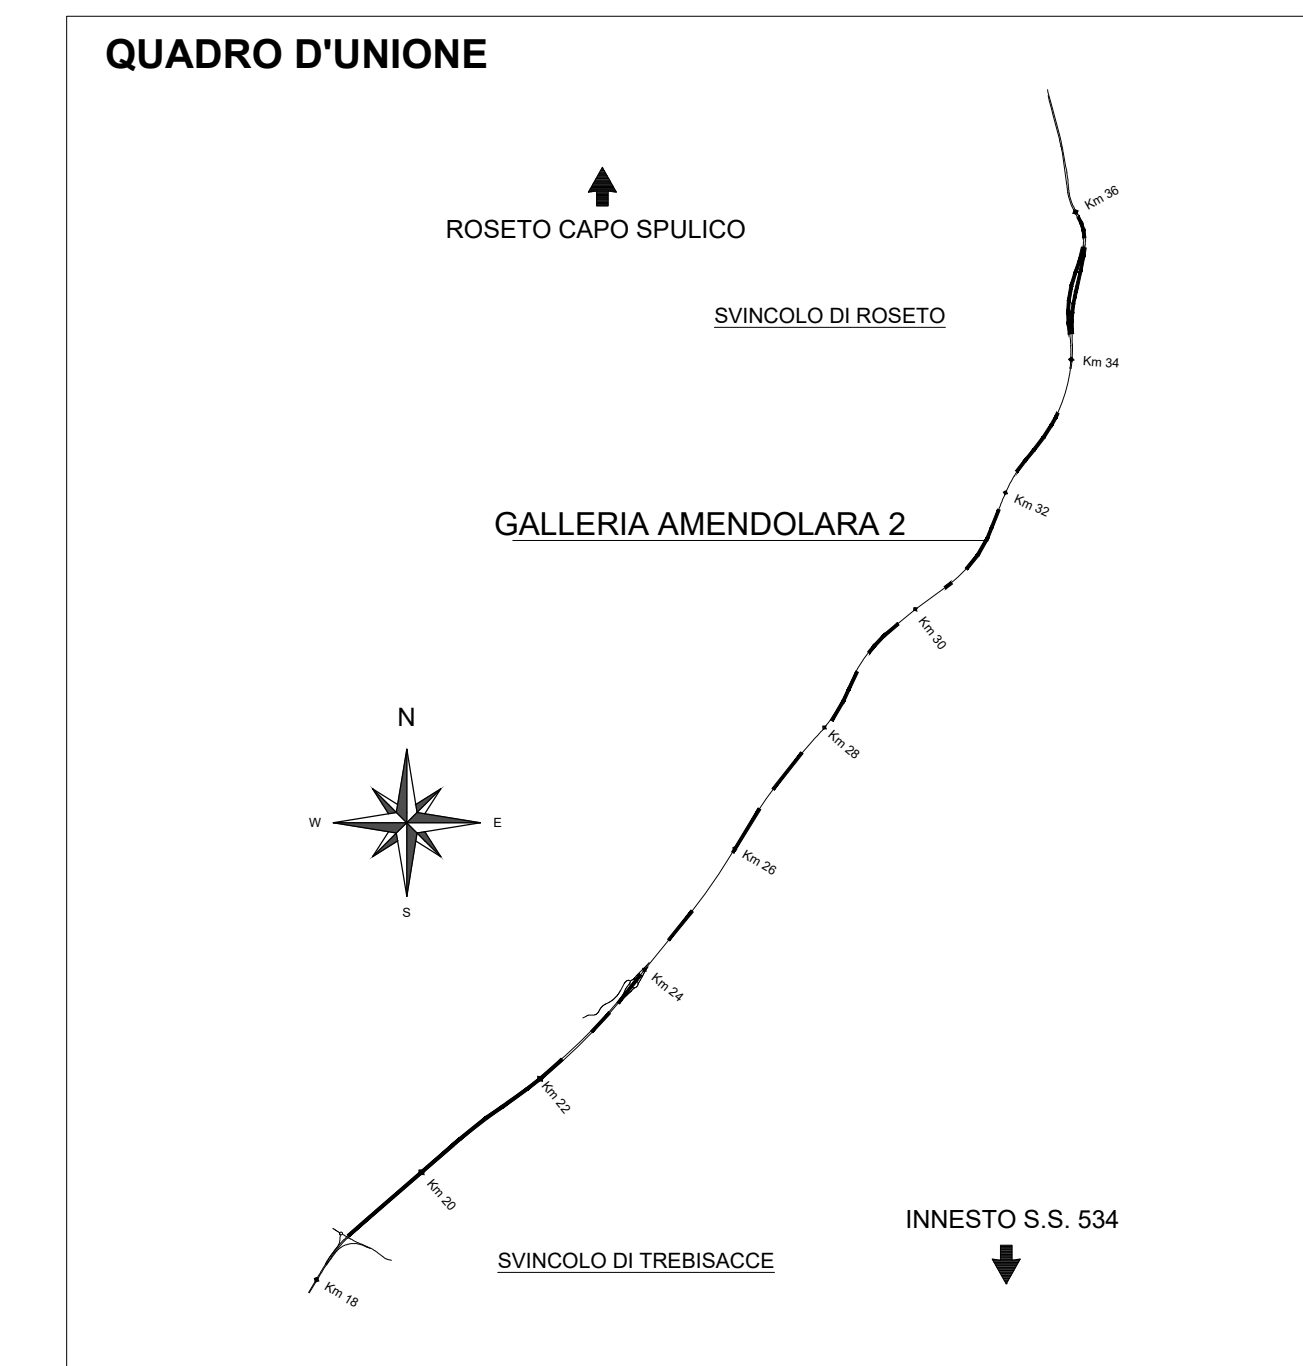 QUADRO D'UNIONE
Km 36
ROSETO CAPO SPULICO
SVINCOLO DI ROSETO
Km 34
Km 32
GALLERIA AMENDOLARA 2
Km 30
N
Km 28
W
E
Km 26
S
Km 24
Km 22
Km 20
INNESTO S.S. 534
SVINCOLO DI TREBISACCE
Km 18